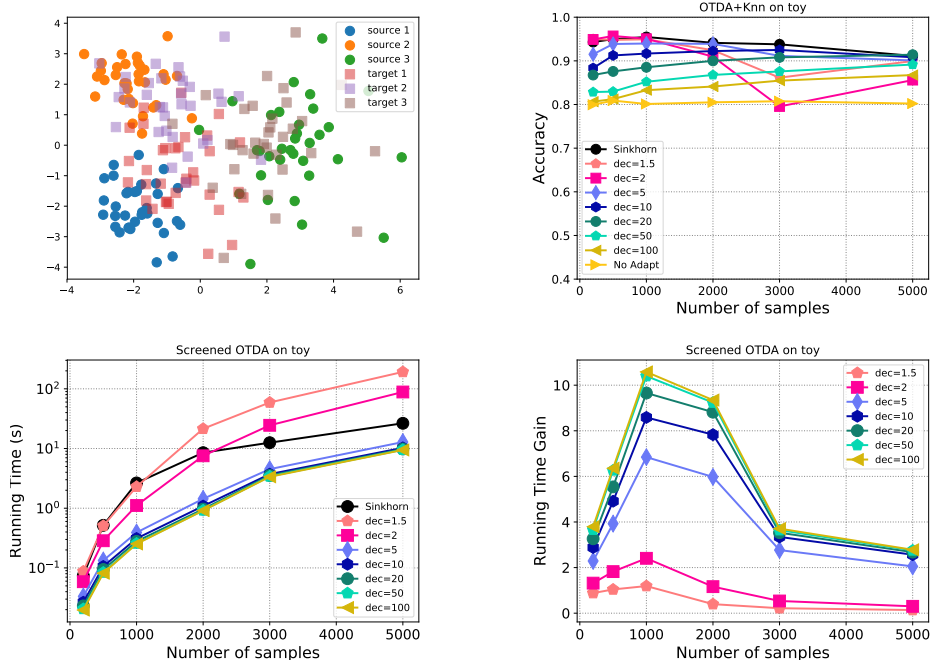 4
3
2
1
0
−1
−2
−3
−4
−4
−2
0
2
4
6
source 1
source 2
source 3
target 1
target 2
target 3
OTDA+Knn on toy
Accuracy
1.0
0.9
0.8
0.7
0.6
0.5
0.4
Sinkhorn
dec=1.5
dec=2
dec=5
dec=10
dec=20
dec=50
dec=100
No Adapt
0
1000
2000
3000
4000
5000
Number of samples
Screened OTDA on toy
Running Time (s)
10²
10¹
10⁰
10⁻¹
Sinkhorn
dec=1.5
dec=2
dec=5
dec=10
dec=20
dec=50
dec=100
0
1000
2000
3000
4000
5000
Number of samples
Screened OTDA on toy
Running Time Gain
10
8
6
4
2
0
dec=1.5
dec=2
dec=5
dec=10
dec=20
dec=50
dec=100
0
1000
2000
3000
4000
5000
Number of samples